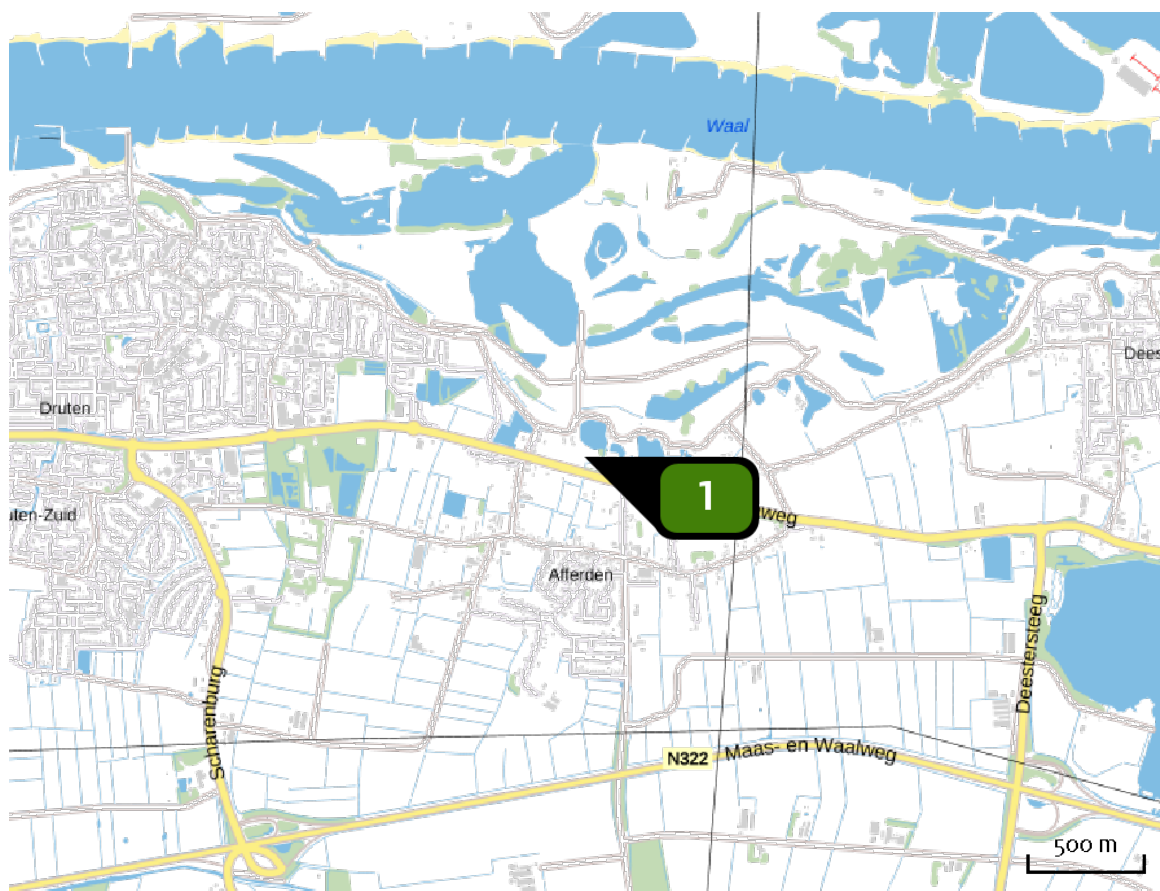 Waal
Dees
Druten
1
uten-Zuid
weg
Afferden
Deestersteeg
Scharenburg
N322
Maas- en Waalweg
500 m